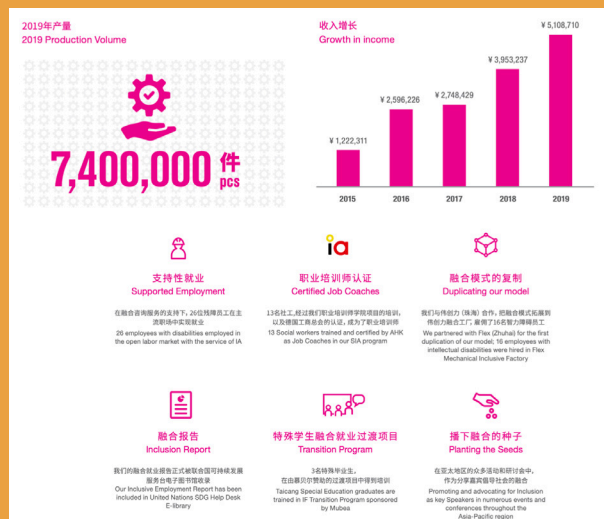 2019年产量
2019 Production Volume
7,400,000 件
pcs
收入增长
Growth in income
¥ 5,108,710
¥ 3,953,237
¥ 2,748,429
¥ 2,596,226
¥ 1,222,311
2015 2016 2017 2018 2019
支持性就业
Supported Employment
在融合咨询服务的支持下，26位残障员工在主
流职场中实现就业
26 employees with disabilities employed in
the open labor market with the service of IA
ia
职业培训师认证
Certified Job Coaches
13名社工，经过我们职业培训师学院项目的培训，
以及德国工商总会的认证，成为了职业培训师
13 Social workers trained and certified by AHK
as Job Coaches in our SIA program
融合模式的复制
Duplicating our model
我们与伟创力（珠海）合作，把融合模式拓展到
伟创力融合工厂，雇佣了16名智力障碍员工
We partnered with Flex (Zhuhai) for the first
duplication of our model; 16 employees with
intellectual disabilities were hired in Flex
Mechanical Inclusive Factory
融合报告
Inclusion Report
我们的融合就业报告正式被联合国可持续发展
服务台电子图书馆收录
Our Inclusive Employment Report has been
included in United Nations SDG Help Desk
E-library
特殊学生融合就业过渡项目
Transition Program
3名特殊毕业生，
在由慕贝尔赞助的过渡项目中得到培训
Taicang Special Education graduates are
trained in IF Transition Program sponsored
by Mubea
播下融合的种子
Planting the Seeds
在亚太地区的众多活动和研讨会中，
作为分享嘉宾倡导社会的融合
Promoting and advocating for Inclusion
as key Speakers in numerous events and
conferences throughout the
Asia-Pacific region